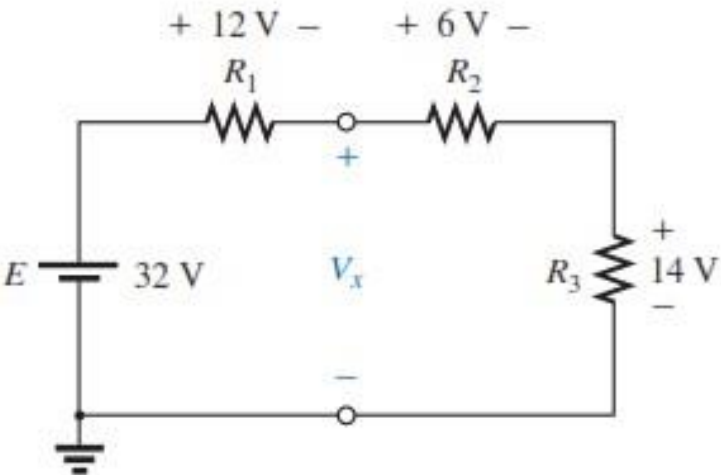 + 12 V − + 6 V −
R1 R2
+
E 32 V Vx R3 + 14 V −
−